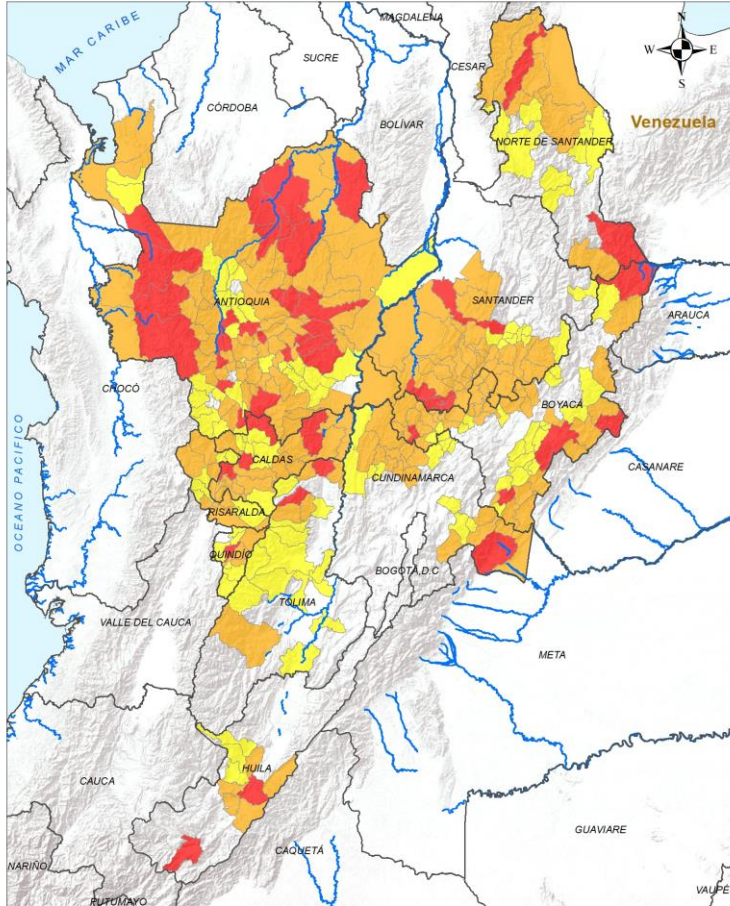 MAGDALENA
N
MAR CARIBE
SUCRE
CESAR
W
E
S
CÓRDOBA
BOLÍVAR
Venezuela
NORTE DE SANTANDER
ANTIOQUIA
SANTANDER
ARAUCA
CHOCÓ
BOYACÁ
CALDAS
CASANARE
CUNDINAMARCA
OCEANO PACIFICO
RISARALDA
QUINDÍO
BOGOTÁ, D.C
TOLIMA
VALLE DEL CAUCA
META
HUILA
CAUCA
GUAVIARE
CAQUETÁ
NARIÑO
PUTUMAYO
VAUPÉ